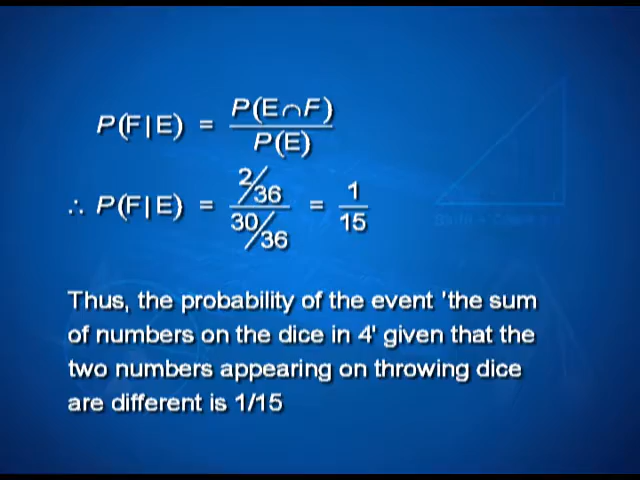 P(F|E) = P(E∩F) / P(E)
∴ P(F|E) = 2/36 / 30/36 = 1/15
Thus, the probability of the event 'the sum
of numbers on the dice in 4' given that the
two numbers appearing on throwing dice
are different is 1/15